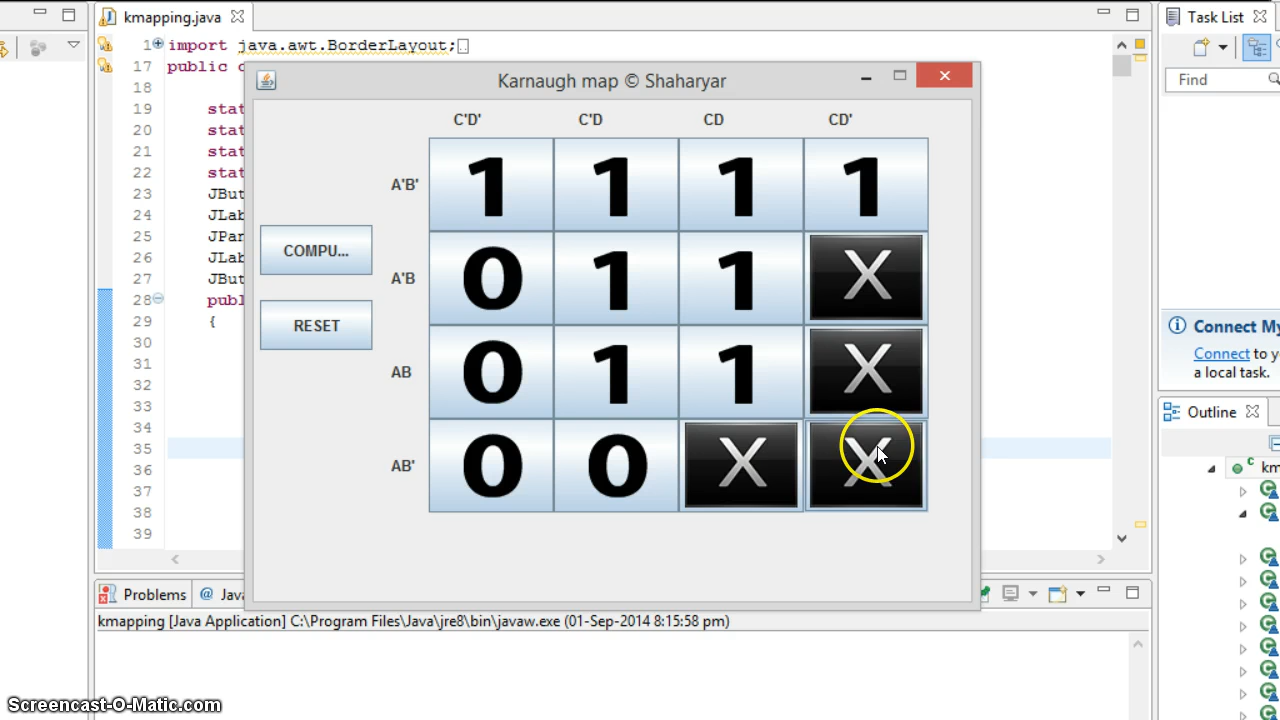 kmapping.java
Task List
1 import java.awt.BorderLayout;
17 public c
Karnaugh map © Shaharyar
Find
18
19 stat
20 stat
21 stat
22 stat
23 JBut
24 JLab
25 JPar
26 JLab
27 JBut
28 publ
29 {
30
31
32
33
34
35
36
37
38
39
C'D' C'D CD CD'
A'B' 1 1 1 1
A'B 0 1 1 X
AB 0 1 1 X
AB' 0 0 X X
COMPU...
RESET
Connect My
Connect to y
a local task.
Outline
km
Problems @ Java
kmapping [Java Application] C:\Program Files\Java\jre8\bin\javaw.exe (01-Sep-2014 8:15:58 pm)
Screencast-O-Matic.com